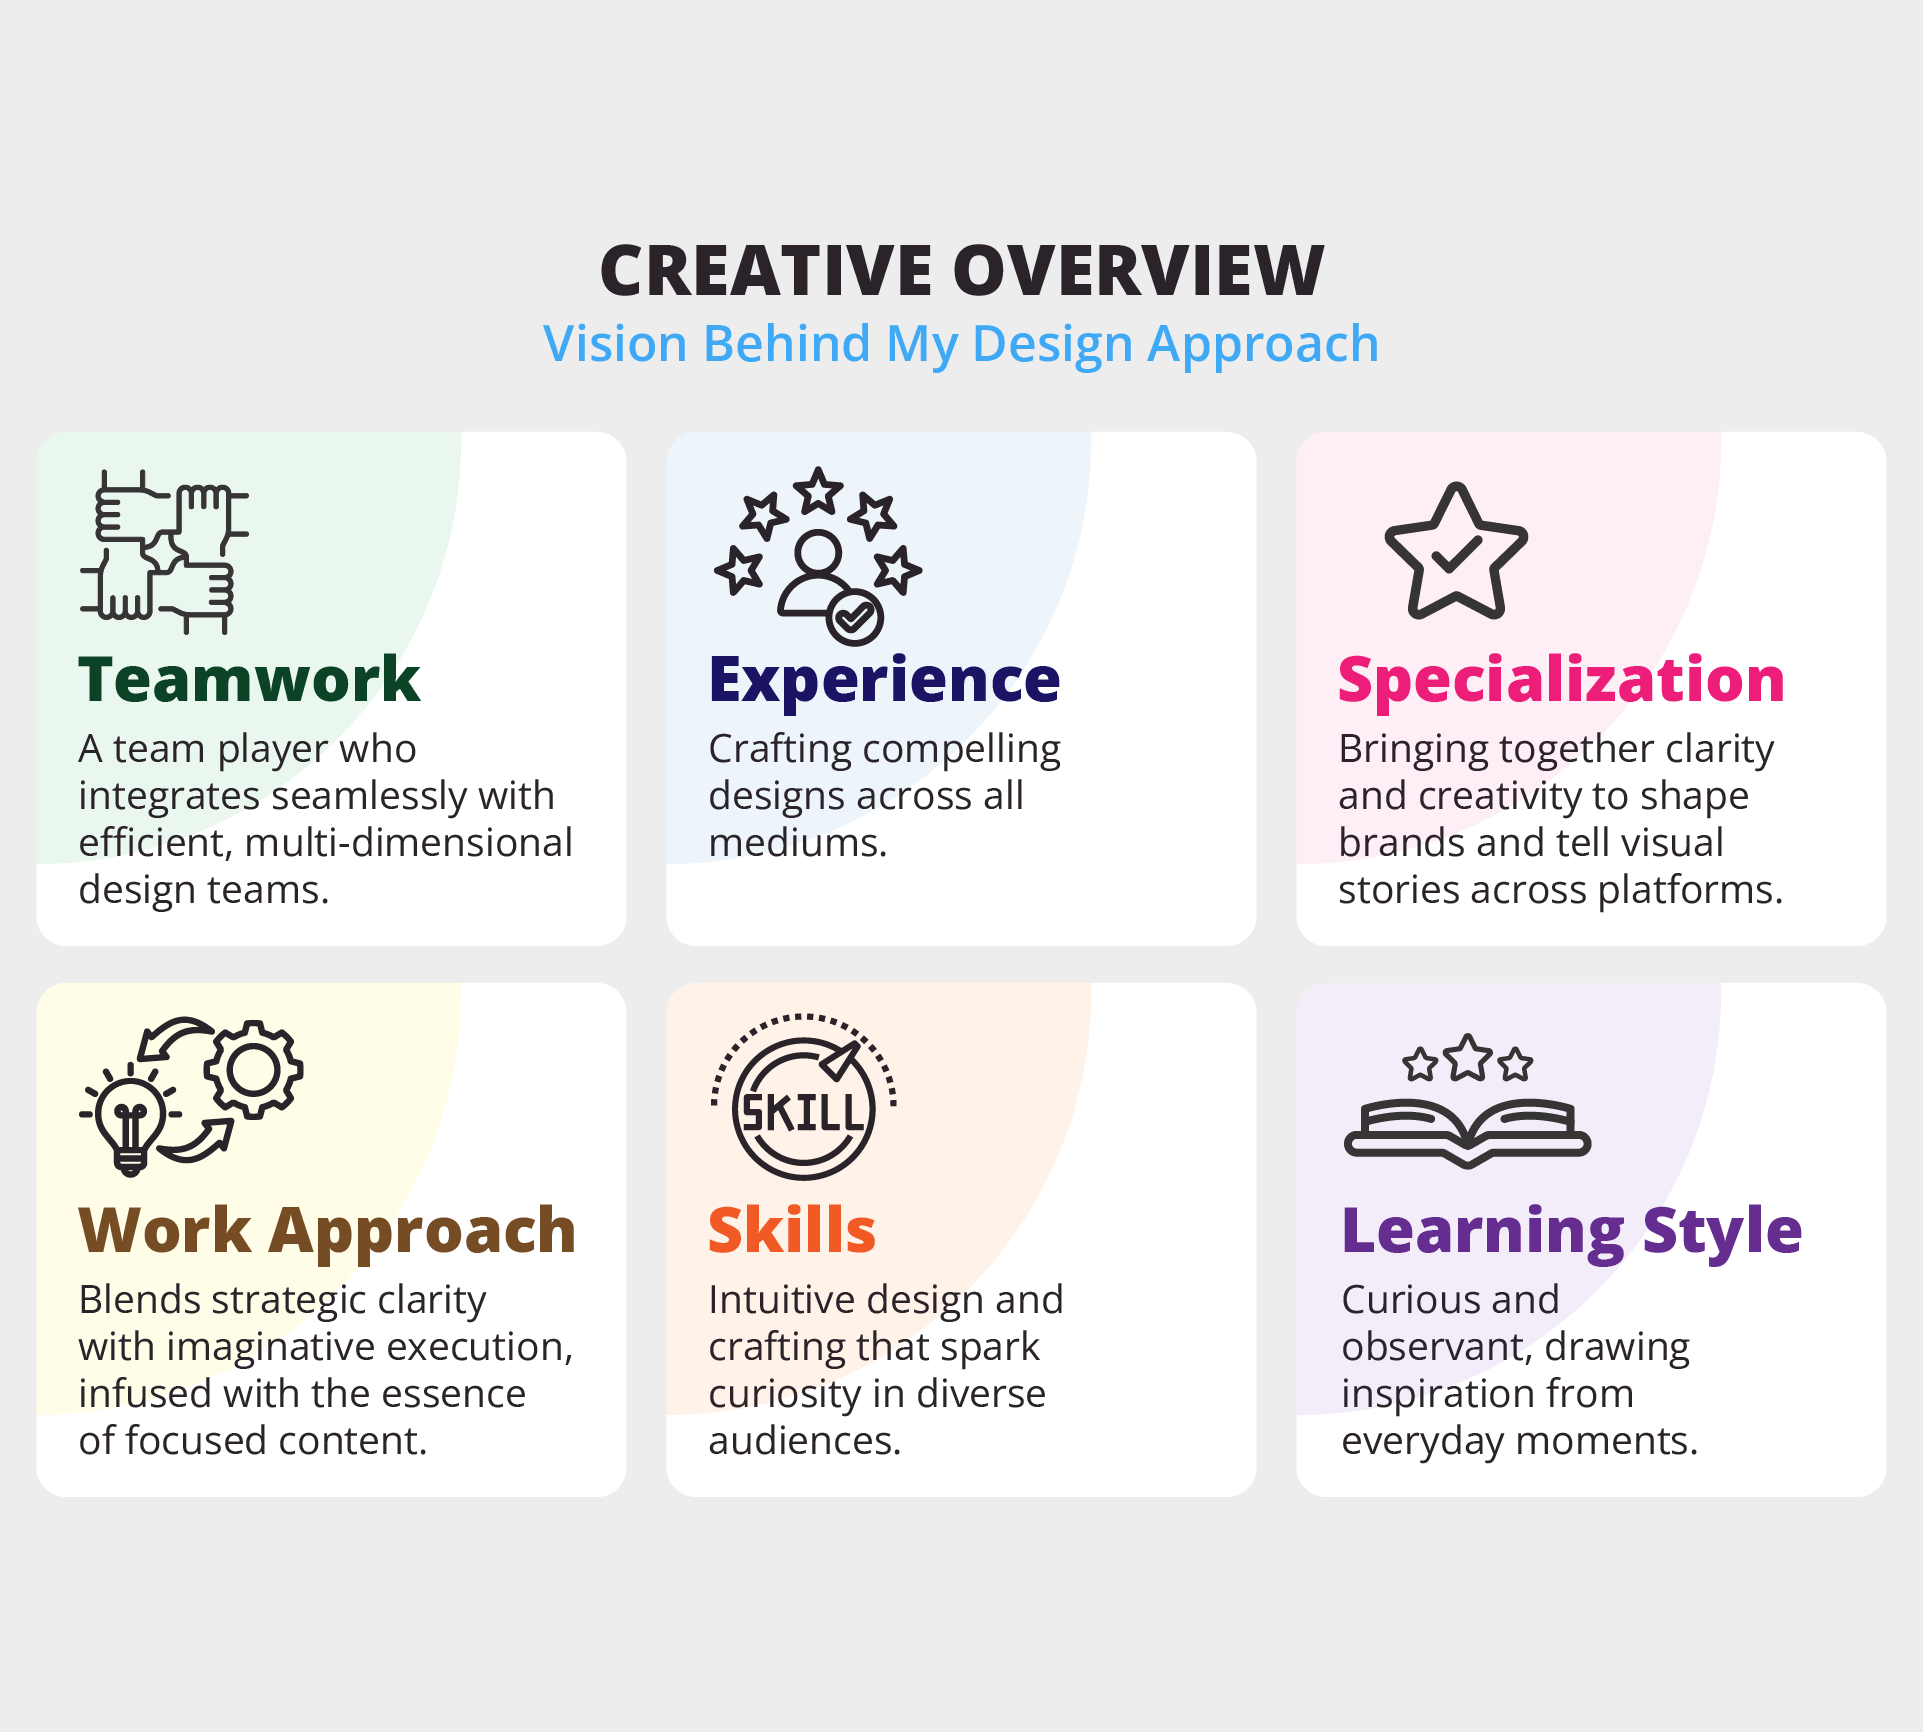 CREATIVE OVERVIEW
Vision Behind My Design Approach
Teamwork
A team player who
integrates seamlessly with
efficient, multi-dimensional
design teams.
Experience
Crafting compelling
designs across all
mediums.
Specialization
Bringing together clarity
and creativity to shape
brands and tell visual
stories across platforms.
Work Approach
Blends strategic clarity
with imaginative execution,
infused with the essence
of focused content.
SKILL
Skills
Intuitive design and
crafting that spark
curiosity in diverse
audiences.
Learning Style
Curious and
observant, drawing
inspiration from
everyday moments.